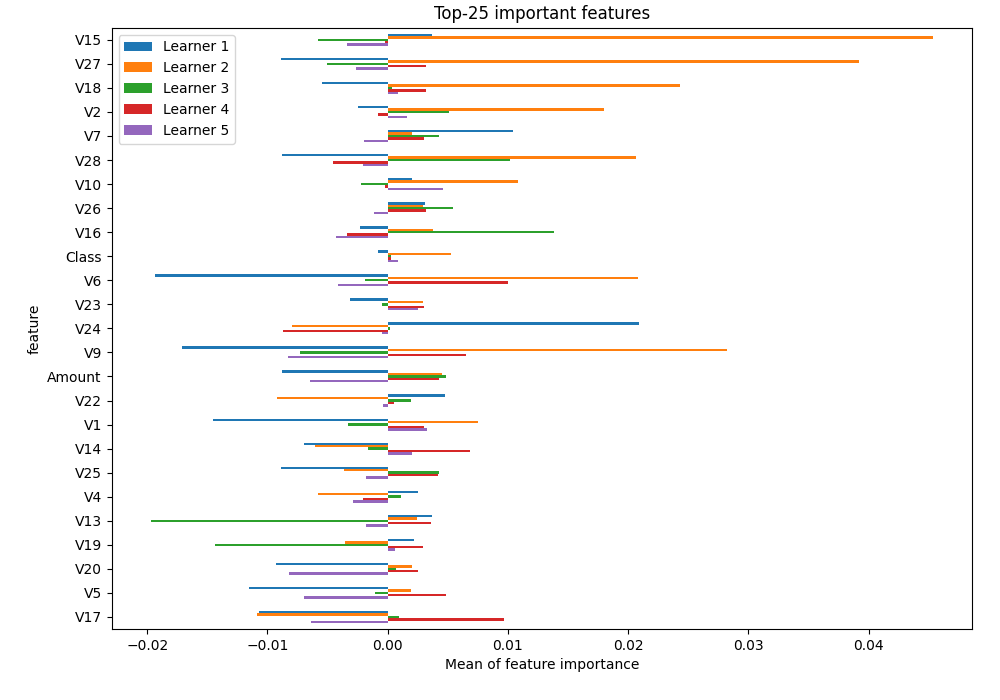 Top-25 important features
Learner 1
Learner 2
Learner 3
Learner 4
Learner 5
V15
V27
V18
V2
V7
V28
V10
V26
V16
Class
V6
V23
V24
V9
Amount
V22
V1
V14
V25
V4
V13
V19
V20
V5
V17
feature
−0.02 −0.01 0.00 0.01 0.02 0.03 0.04
Mean of feature importance